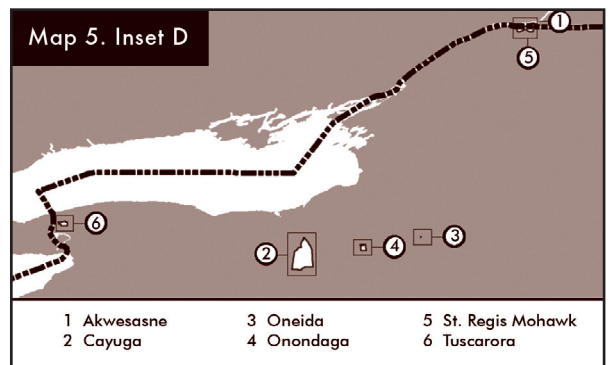 Map 5. Inset D
1
5
6
2
4
3
1 Akwesasne 3 Oneida 5 St. Regis Mohawk
2 Cayuga 4 Onondaga 6 Tuscarora